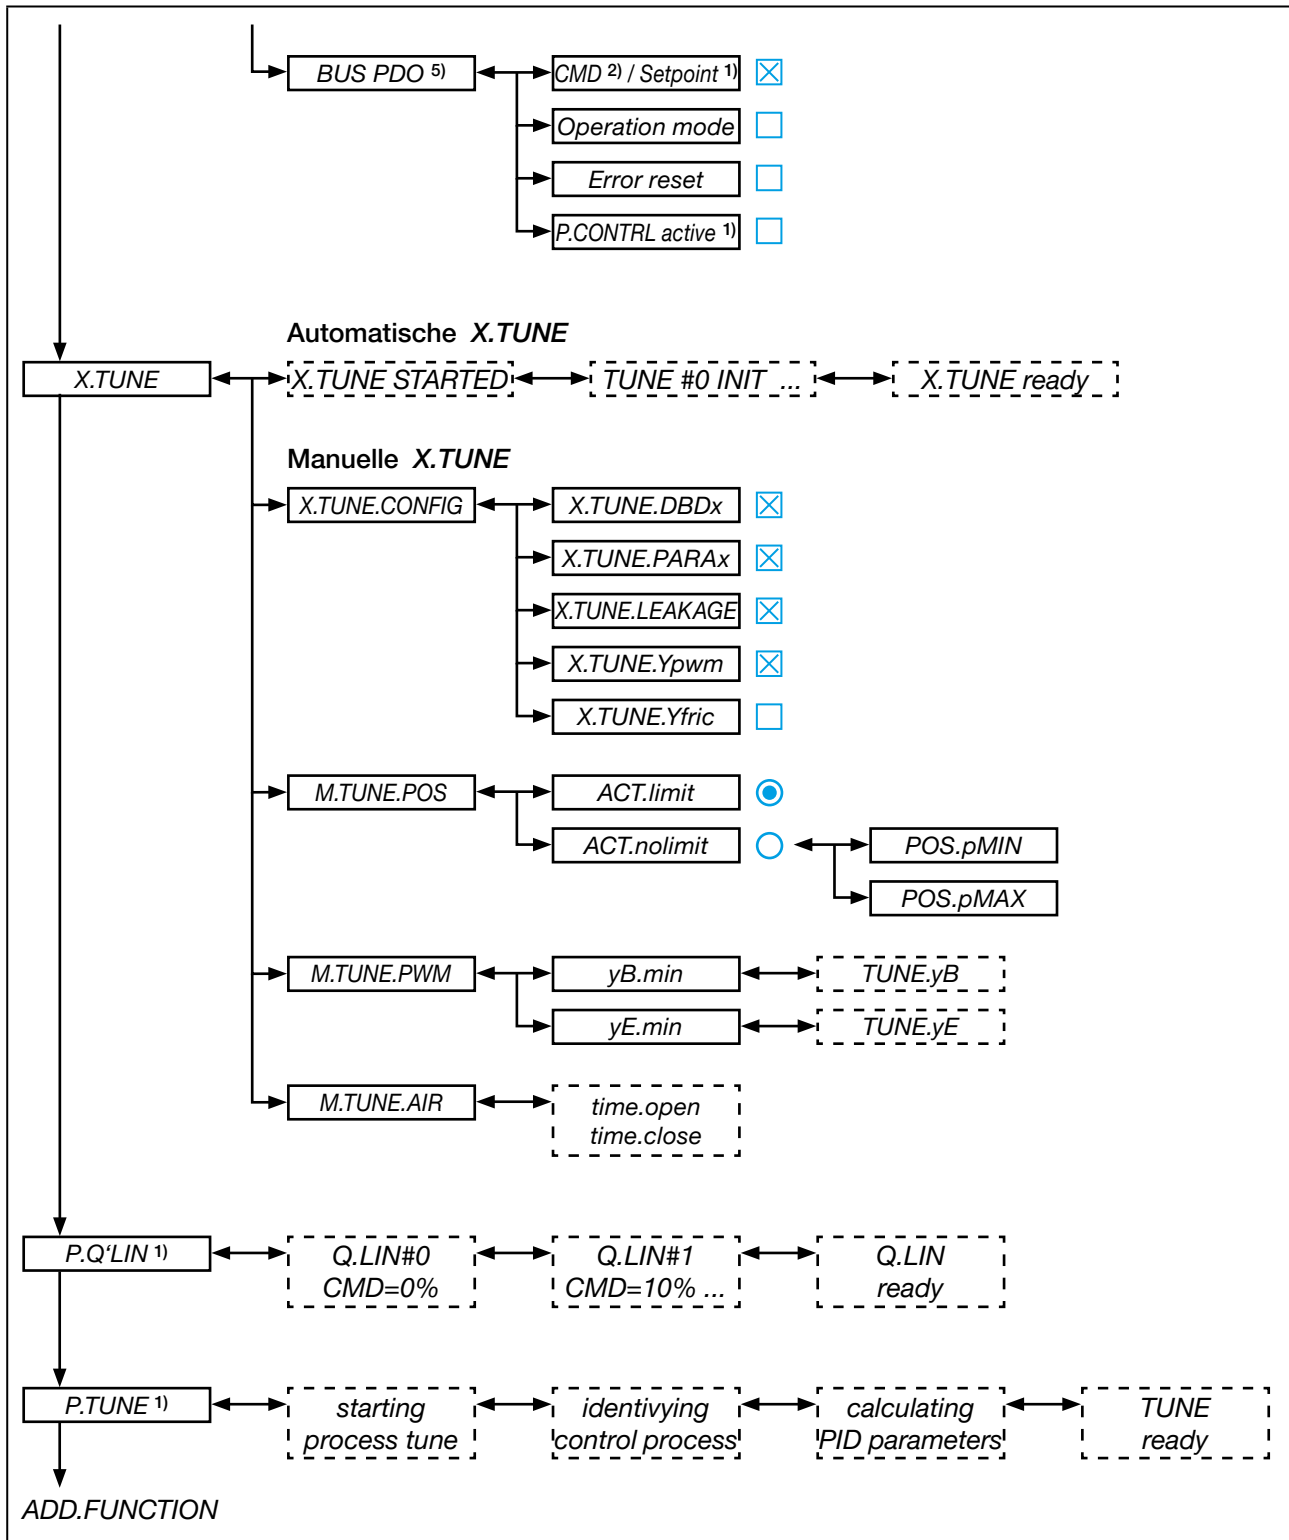 BUS PDO 5)
CMD 2) / Setpoint 1)
Operation mode
Error reset
P.CONTRL active 1)
Automatische X.TUNE
X.TUNE
X.TUNE STARTED
TUNE #0 INIT ...
X.TUNE ready
Manuelle X.TUNE
X.TUNE.CONFIG
X.TUNE.DBDx
X.TUNE.PARAx
X.TUNE.LEAKAGE
X.TUNE.Ypwm
X.TUNE.Yfric
M.TUNE.POS
ACT.limit
ACT.nolimit
POS.pMIN
POS.pMAX
M.TUNE.PWM
yB.min
TUNE.yB
yE.min
TUNE.yE
M.TUNE.AIR
time.open
time.close
P.Q‘LIN 1)
Q.LIN#0
CMD=0%
Q.LIN#1
CMD=10% ...
Q.LIN
ready
P.TUNE 1)
starting
process tune
identivying
control process
calculating
PID parameters
TUNE
ready
ADD.FUNCTION